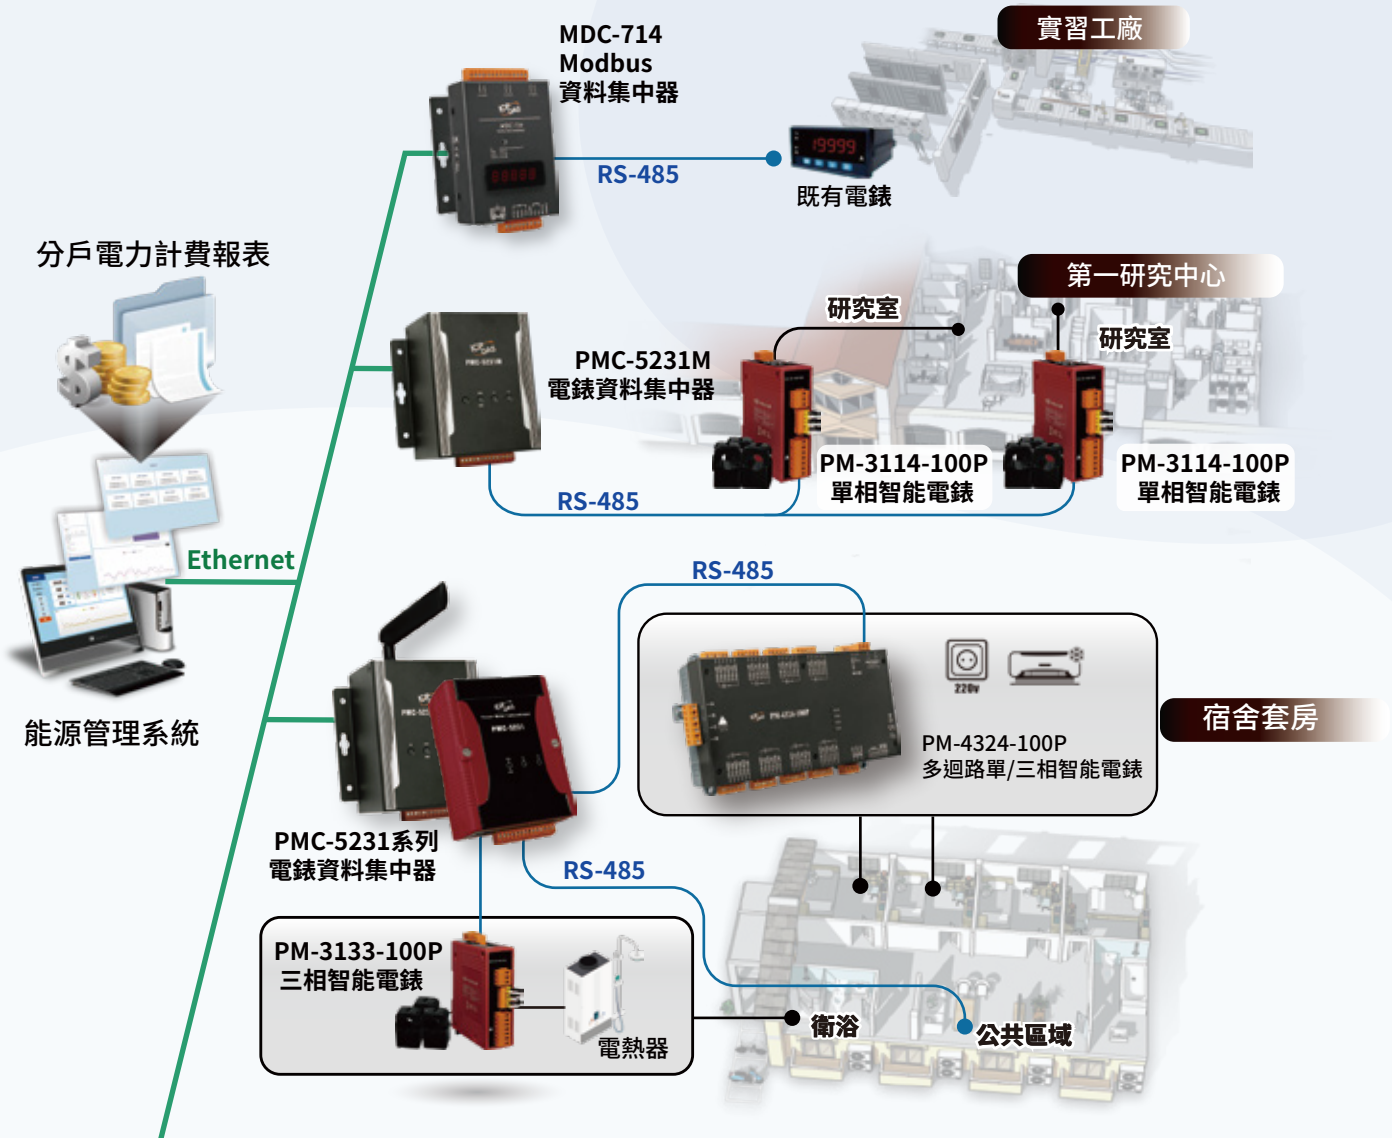 MDC-714
Modbus
資料集中器
RS-485
19999
既有電錶
實習工廠
分戶電力計費報表
PMC-5231M
電錶資料集中器
RS-485
研究室
PM-3114-100P
單相智能電錶
第一研究中心
研究室
PM-3114-100P
單相智能電錶
Ethernet
能源管理系統
RS-485
PMC-5231
PM-4324-100P
220v
PM-4324-100P
多迴路單/三相智能電錶
宿舍套房
PMC-5231系列
電錶資料集中器
RS-485
PM-3133-100P
三相智能電錶
電熱器
衛浴
公共區域